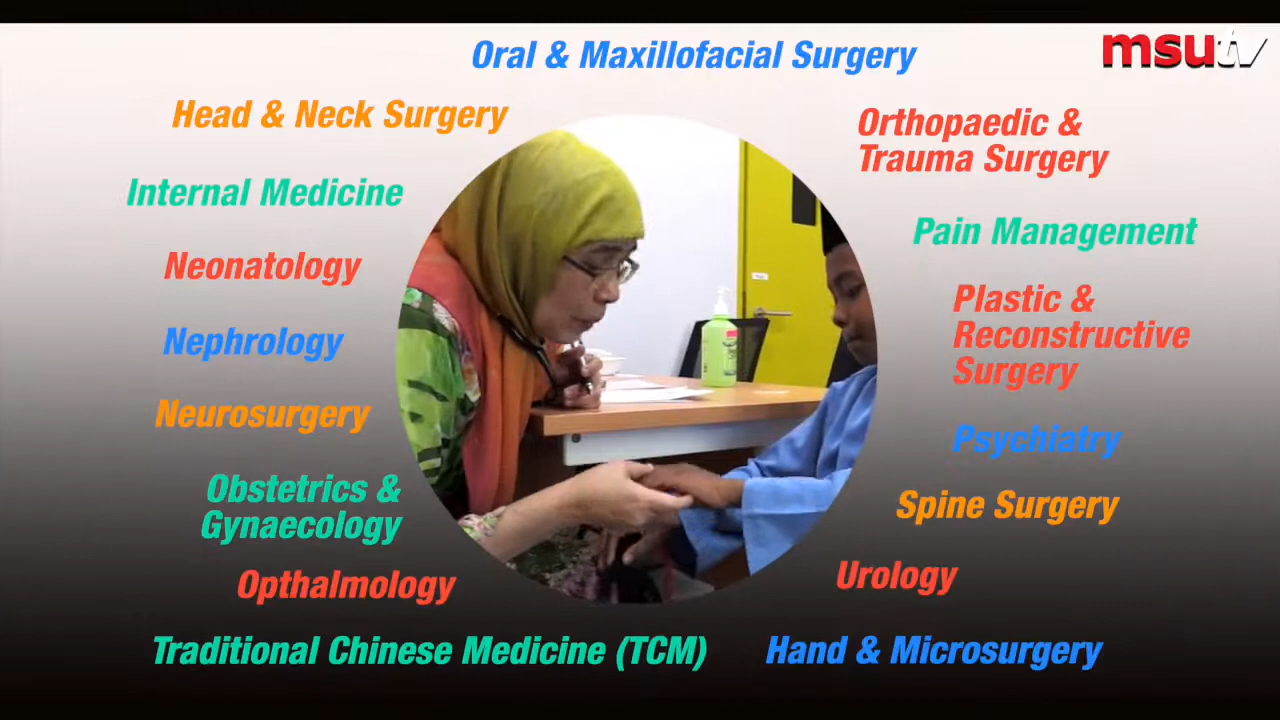 Oral & Maxillofacial Surgery
msutv
Head & Neck Surgery
Orthopaedic &
Trauma Surgery
Internal Medicine
Pain Management
Neonatology
Plastic &
Reconstructive
Surgery
Nephrology
Neurosurgery
Psychiatry
Obstetrics &
Gynaecology
Spine Surgery
Opthalmology
Urology
Traditional Chinese Medicine (TCM)
Hand & Microsurgery